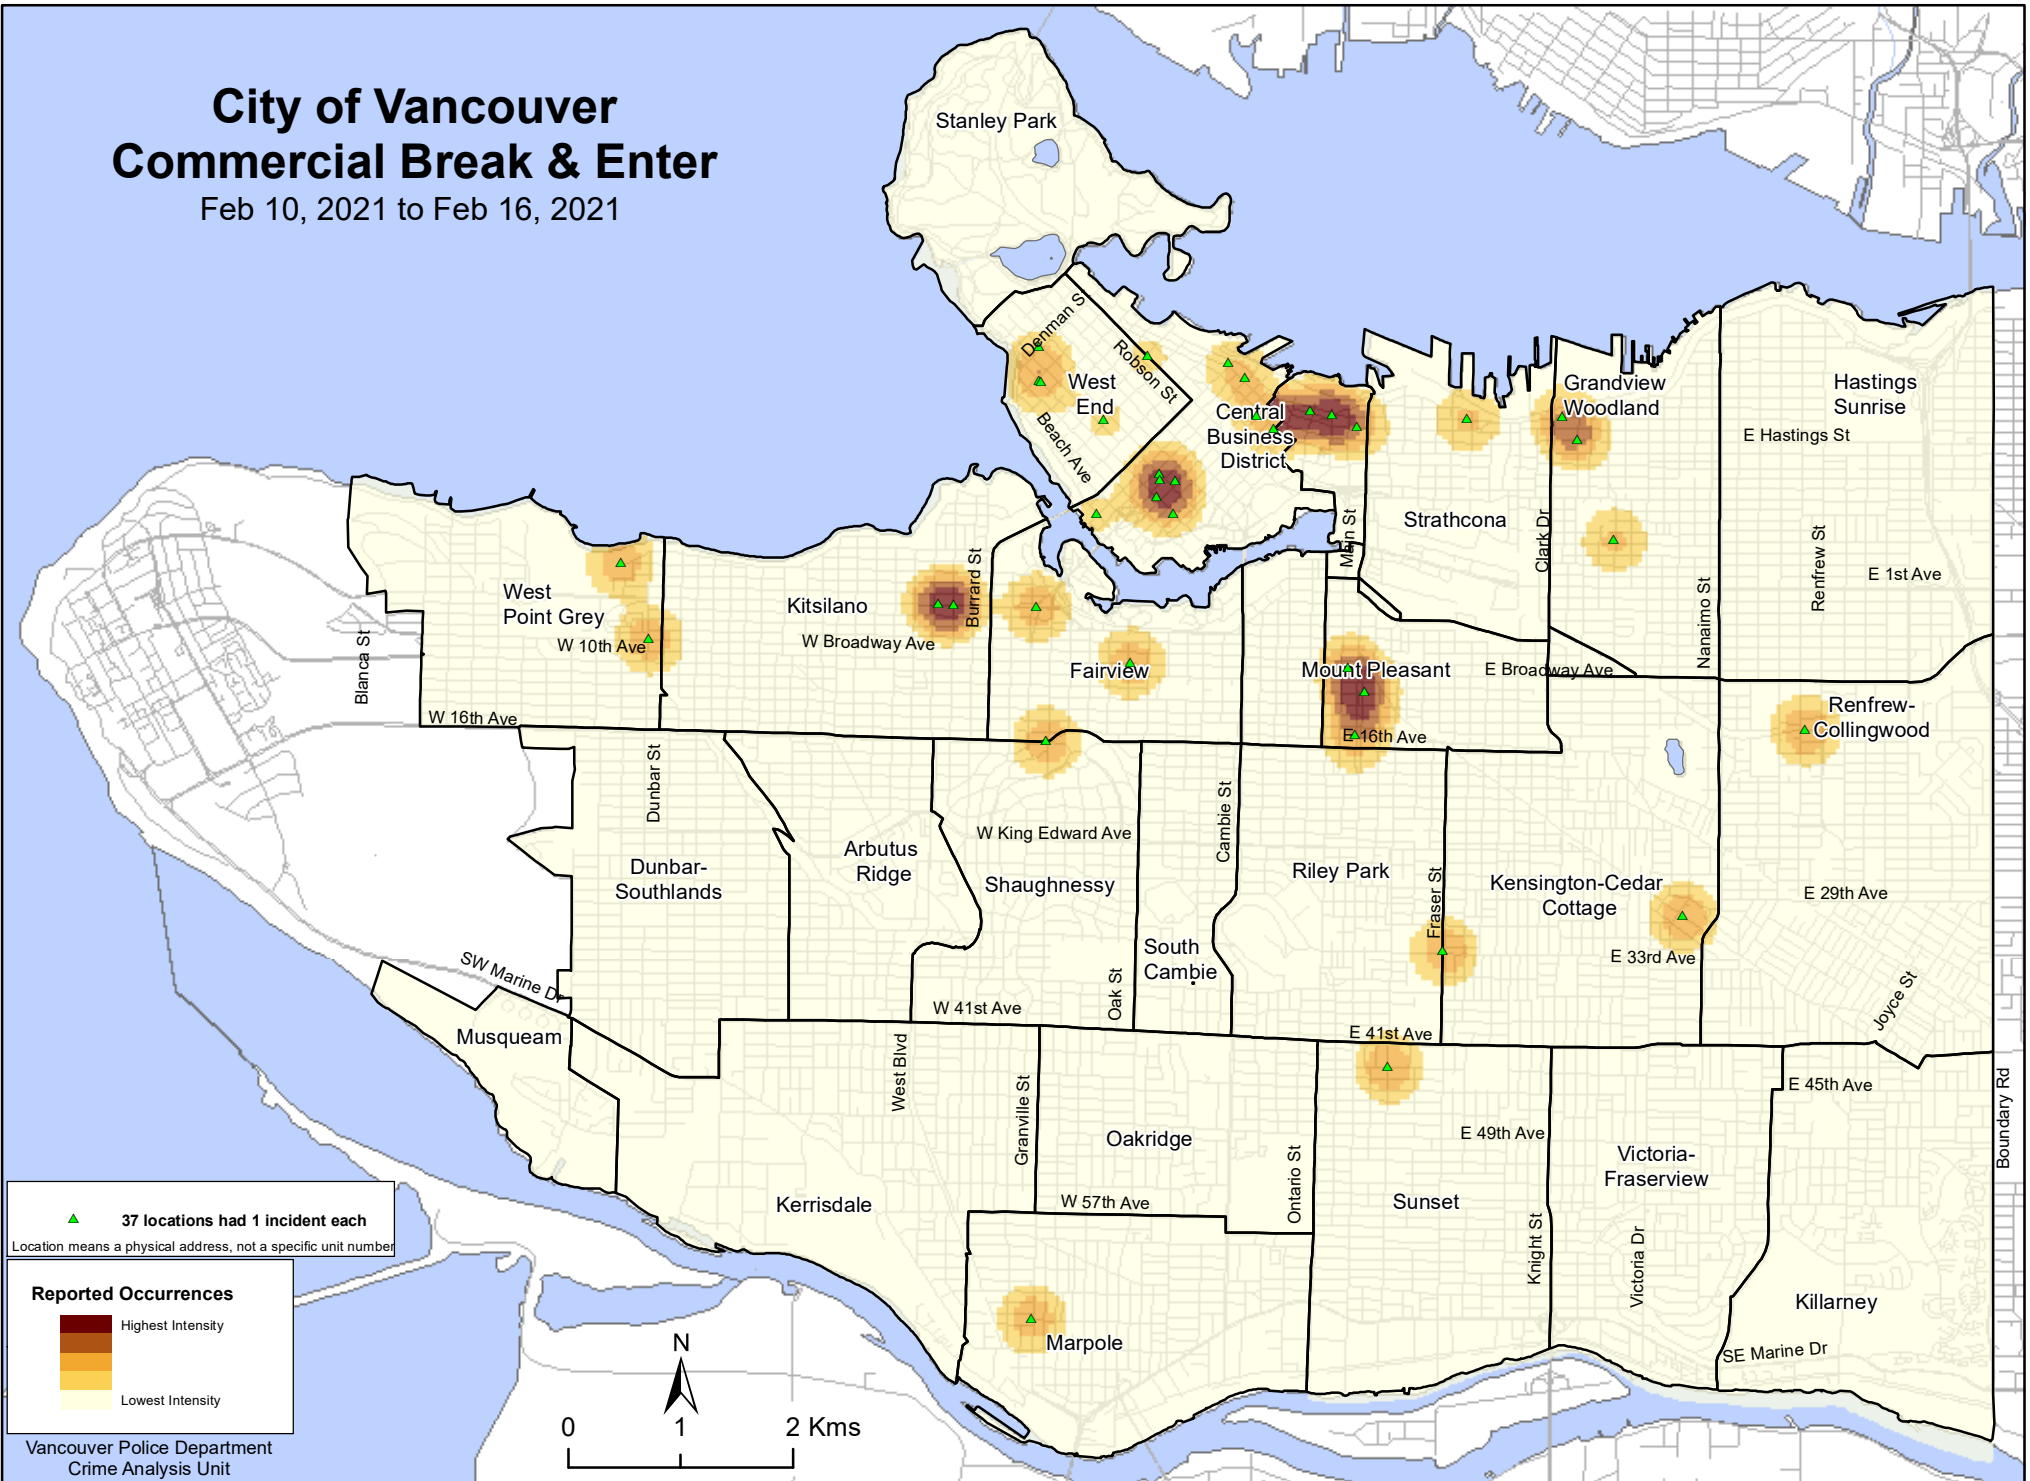 City of Vancouver
Commercial Break & Enter
Feb 10, 2021 to Feb 16, 2021
Stanley Park
Denman S
Robson St
West
End
Beach Ave
Central
Business
District
Grandview
Woodland
Hastings
Sunrise
E Hastings St
Strathcona
Main St
Clark Dr
Nanaimo St
Renfrew St
E 1st Ave
West
Point Grey
W 10th Ave
Blanca St
W 16th Ave
Kitsilano
W Broadway Ave
Burrard St
Fairview
Mount Pleasant
E Broadway Ave
E 16th Ave
Renfrew-
Collingwood
Dunbar St
Dunbar-
Southlands
Arbutus
Ridge
W King Edward Ave
Shaughnessy
Cambie St
South
Cambie
Oak St
W 41st Ave
Riley Park
Fraser St
Kensington-Cedar
Cottage
E 29th Ave
E 33rd Ave
Joyce St
E 41st Ave
SW Marine Dr
Musqueam
West Blvd
Granville St
Oakridge
Ontario St
E 49th Ave
E 45th Ave
Boundary Rd
Victoria-
Fraserview
Kerrisdale
W 57th Ave
Sunset
Knight St
Victoria Dr
Killarney
Marpole
SE Marine Dr
37 locations had 1 incident each
Location means a physical address, not a specific unit number
Reported Occurrences
Highest Intensity
Lowest Intensity
Vancouver Police Department
Crime Analysis Unit
N
0 1 2 Kms